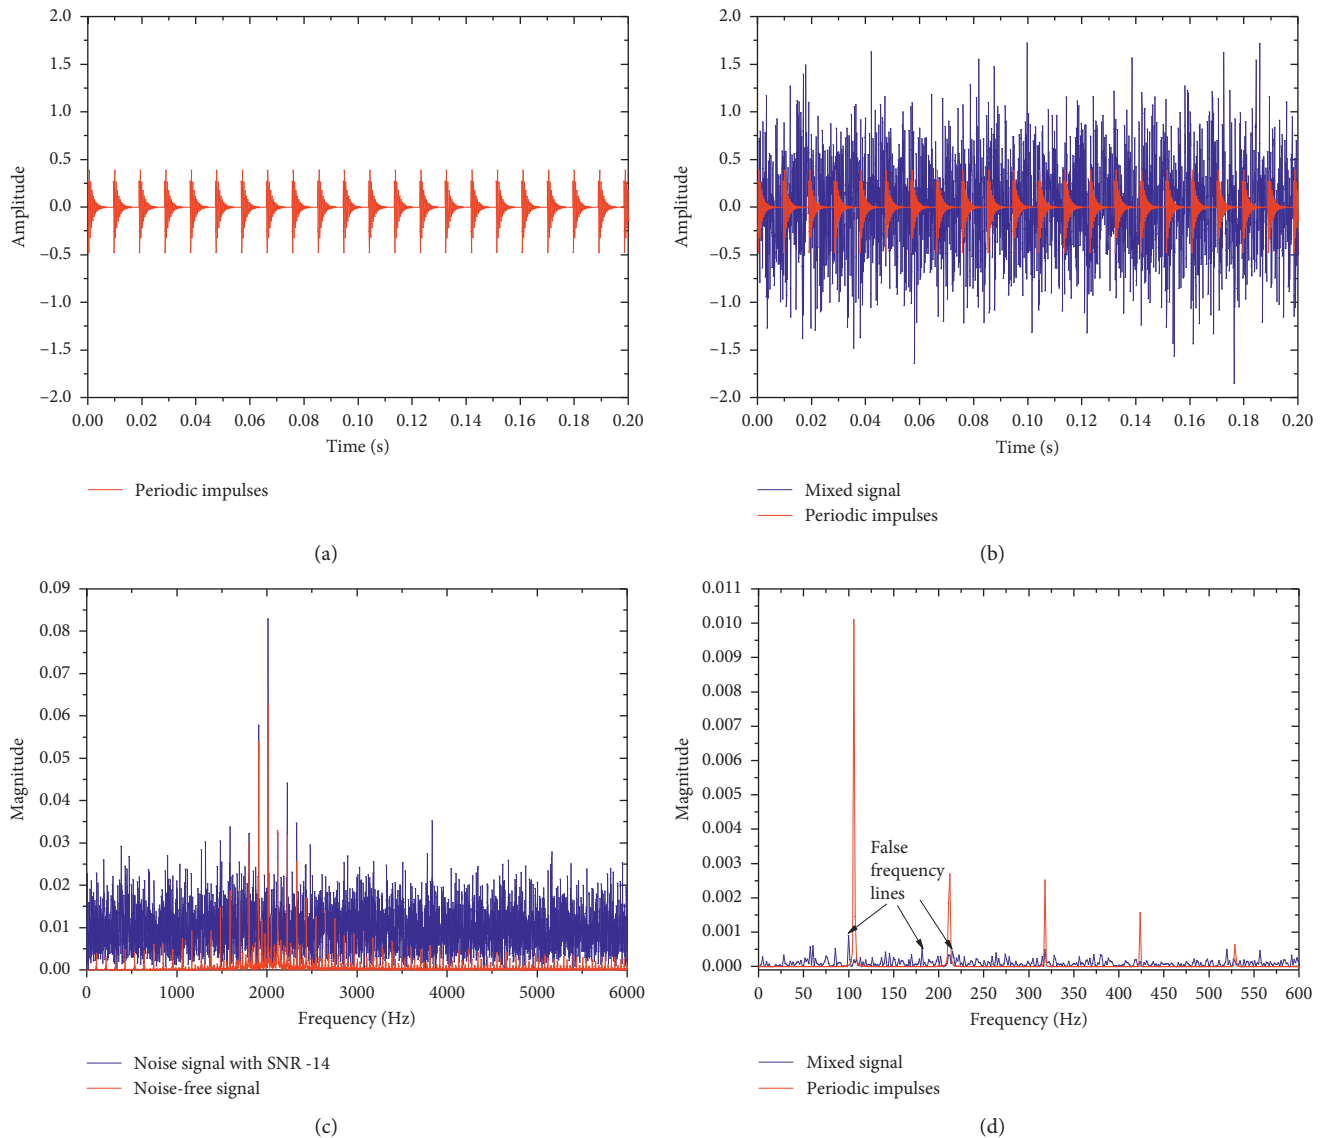 2.0
1.5
1.0
0.5
0.0
–0.5
–1.0
–1.5
–2.0
Amplitude
0.00 0.02 0.04 0.06 0.08 0.10 0.12 0.14 0.16 0.18 0.20
Time (s)
Periodic impulses
(a)
2.0
1.5
1.0
0.5
0.0
–0.5
–1.0
–1.5
–2.0
Amplitude
0.00 0.02 0.04 0.06 0.08 0.10 0.12 0.14 0.16 0.18 0.20
Time (s)
Mixed signal
Periodic impulses
(b)
0.09
0.08
0.07
0.06
0.05
0.04
0.03
0.02
0.01
0.00
Magnitude
0 1000 2000 3000 4000 5000 6000
Frequency (Hz)
Noise signal with SNR -14
Noise-free signal
(c)
0.011
0.010
0.009
0.008
0.007
0.006
0.005
0.004
0.003
0.002
0.001
0.000
Magnitude
False
frequency
lines
0 50 100 150 200 250 300 350 400 450 500 550 600
Frequency (Hz)
Mixed signal
Periodic impulses
(d)